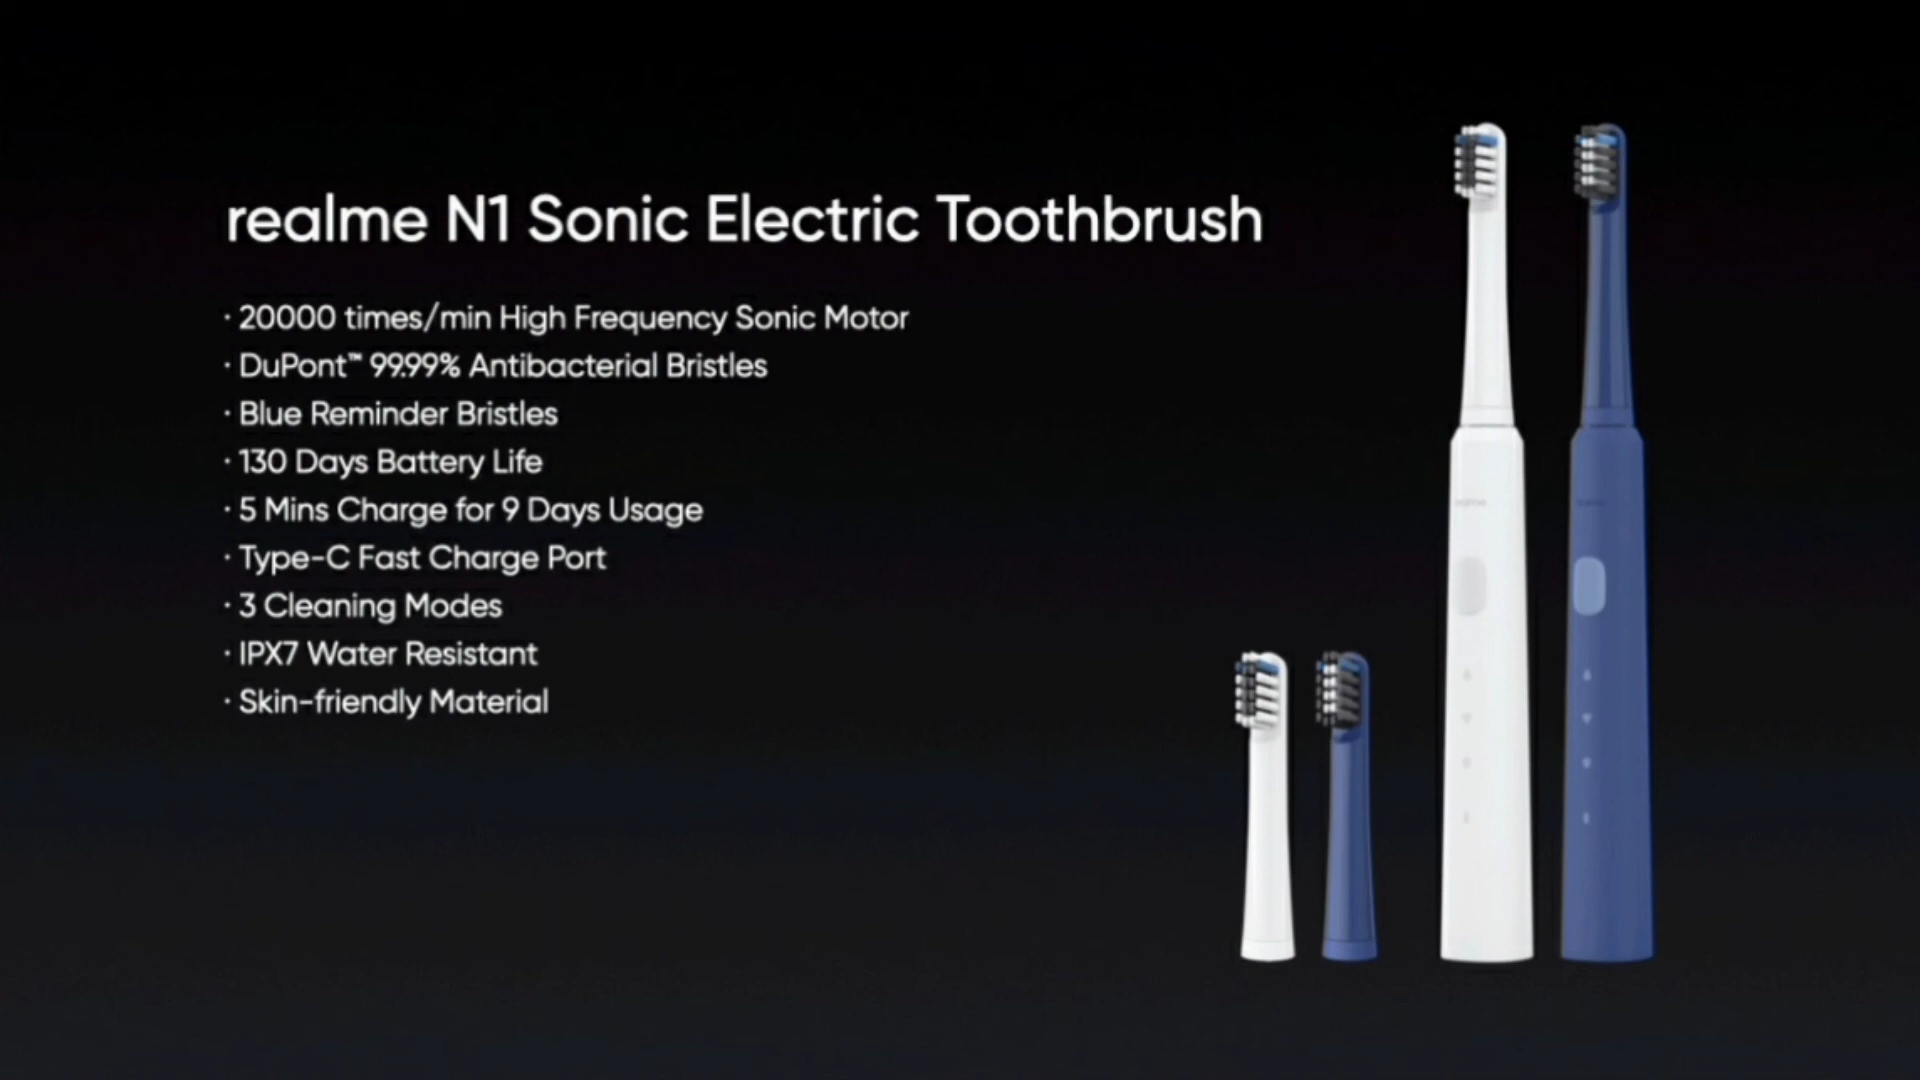 realme N1 Sonic Electric Toothbrush
· 20000 times/min High Frequency Sonic Motor
· DuPont™ 99.99% Antibacterial Bristles
· Blue Reminder Bristles
· 130 Days Battery Life
· 5 Mins Charge for 9 Days Usage
· Type-C Fast Charge Port
· 3 Cleaning Modes
· IPX7 Water Resistant
· Skin-friendly Material